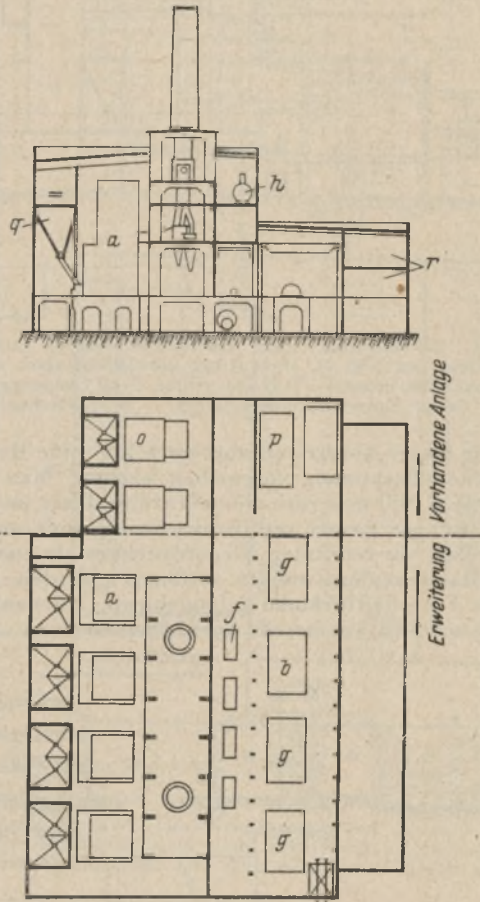 h
q
a
r
o
p
g
a
f
b
g
g
Vorhandene Anlage
Erweiterung